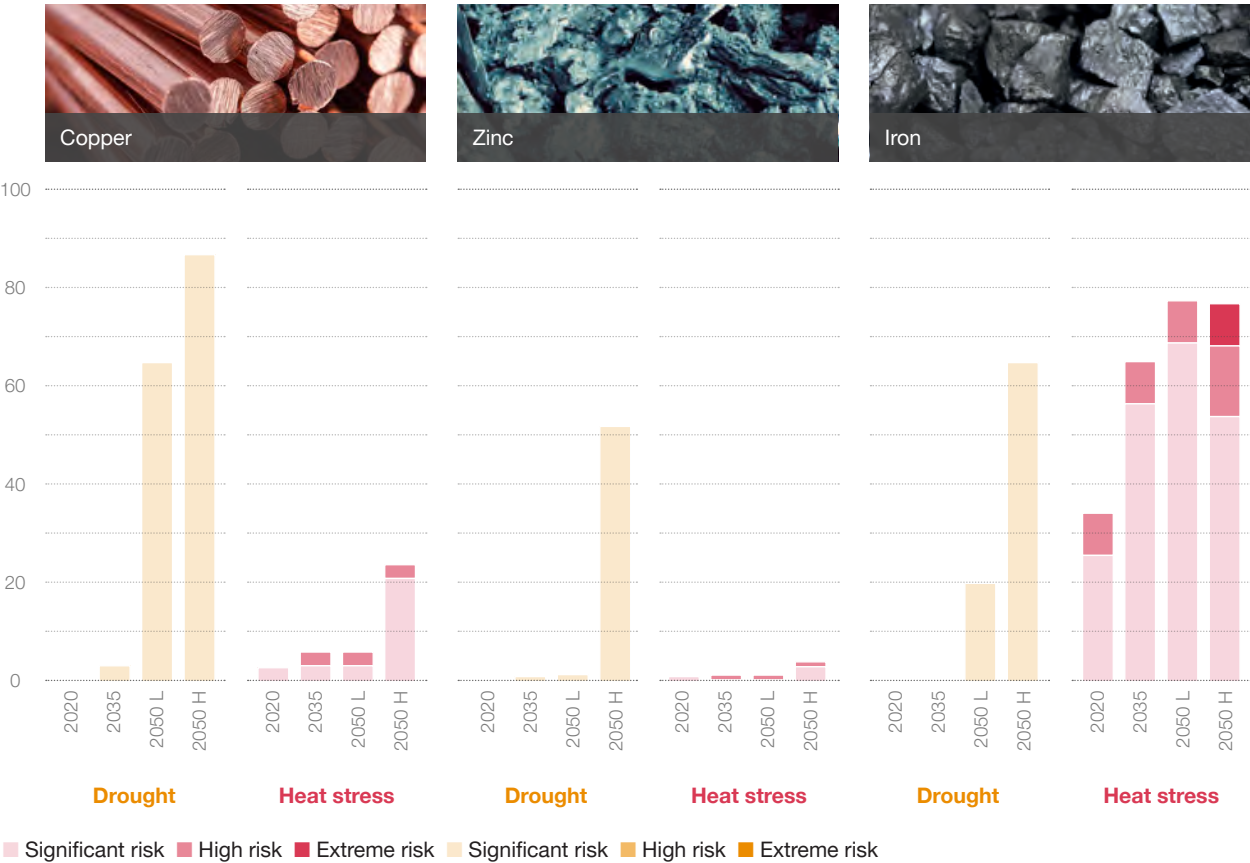 Copper
Zinc
Iron
100
80
60
40
20
0
2020
2035
2050 L
2050 H
2020
2035
2050 L
2050 H
2020
2035
2050 L
2050 H
2020
2035
2050 L
2050 H
2020
2035
2050 L
2050 H
2020
2035
2050 L
2050 H
Drought
Heat stress
Drought
Heat stress
Drought
Heat stress
Significant risk High risk Extreme risk Significant risk High risk Extreme risk